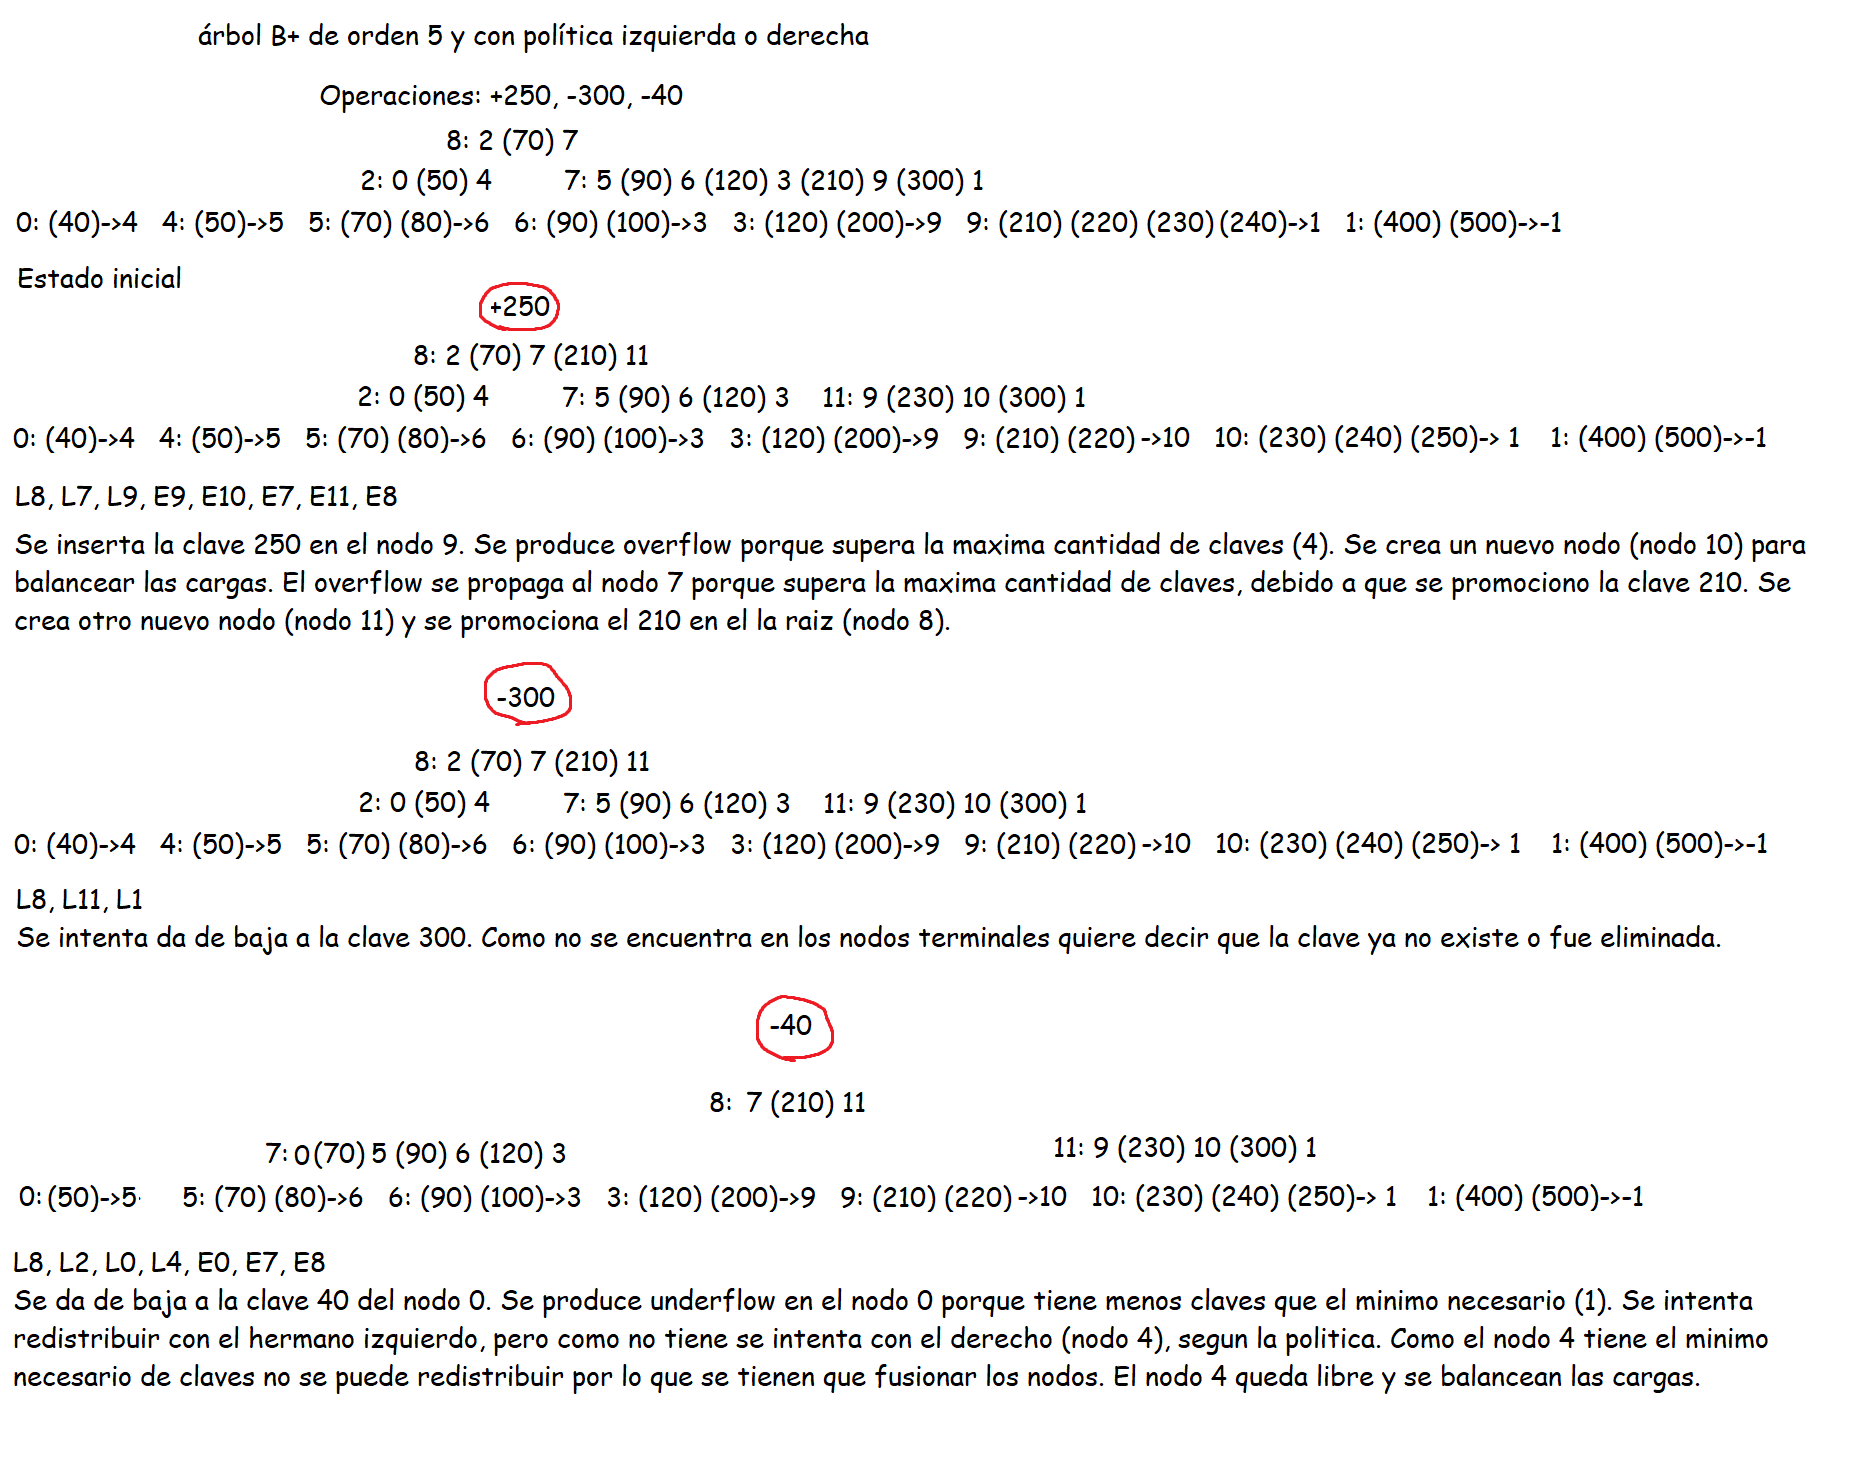 árbol B+ de orden 5 y con política izquierda o derecha
Operaciones: +250, -300, -40
8: 2 (70) 7
2: 0 (50) 4 7: 5 (90) 6 (120) 3 (210) 9 (300) 1
0: (40)->4 4: (50)->5 5: (70) (80)->6 6: (90) (100)->3 3: (120) (200)->9 9: (210) (220) (230) (240)->1 1: (400) (500)->-1
Estado inicial
+250
8: 2 (70) 7 (210) 11
2: 0 (50) 4 7: 5 (90) 6 (120) 3 11: 9 (230) 10 (300) 1
0: (40)->4 4: (50)->5 5: (70) (80)->6 6: (90) (100)->3 3: (120) (200)->9 9: (210) (220) ->10 10: (230) (240) (250)-> 1 1: (400) (500)->-1
L8, L7, L9, E9, E10, E7, E11, E8
Se inserta la clave 250 en el nodo 9. Se produce overflow porque supera la maxima cantidad de claves (4). Se crea un nuevo nodo (nodo 10) para
balancear las cargas. El overflow se propaga al nodo 7 porque supera la maxima cantidad de claves, debido a que se promociono la clave 210. Se
crea otro nuevo nodo (nodo 11) y se promociona el 210 en el la raiz (nodo 8).
-300
8: 2 (70) 7 (210) 11
2: 0 (50) 4 7: 5 (90) 6 (120) 3 11: 9 (230) 10 (300) 1
0: (40)->4 4: (50)->5 5: (70) (80)->6 6: (90) (100)->3 3: (120) (200)->9 9: (210) (220) ->10 10: (230) (240) (250)-> 1 1: (400) (500)->-1
L8, L11, L1
Se intenta da de baja a la clave 300. Como no se encuentra en los nodos terminales quiere decir que la clave ya no existe o fue eliminada.
-40
8: 7 (210) 11
7: 0 (70) 5 (90) 6 (120) 3 11: 9 (230) 10 (300) 1
0: (50)->5 5: (70) (80)->6 6: (90) (100)->3 3: (120) (200)->9 9: (210) (220) ->10 10: (230) (240) (250)-> 1 1: (400) (500)->-1
L8, L2, L0, L4, E0, E7, E8
Se da de baja a la clave 40 del nodo 0. Se produce underflow en el nodo 0 porque tiene menos claves que el minimo necesario (1). Se intenta
redistribuir con el hermano izquierdo, pero como no tiene se intenta con el derecho (nodo 4), segun la politica. Como el nodo 4 tiene el minimo
necesario de claves no se puede redistribuir por lo que se tienen que fusionar los nodos. El nodo 4 queda libre y se balancean las cargas.